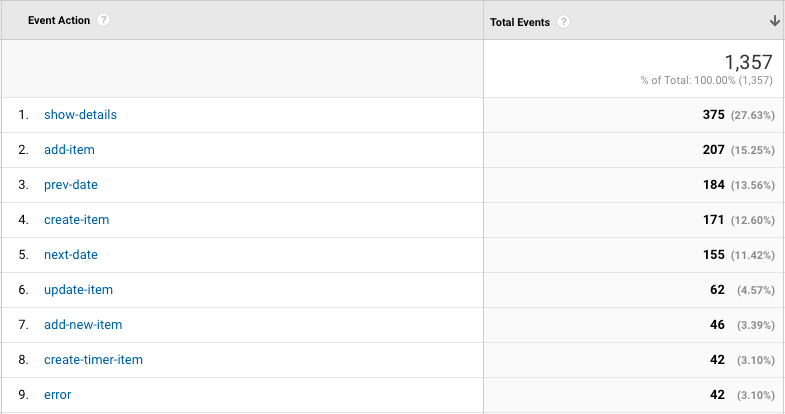 Event Action ? Total Events ?
1,357
% of Total: 100.00% (1,357)
1. show-details 375 (27.63%)
2. add-item 207 (15.25%)
3. prev-date 184 (13.56%)
4. create-item 171 (12.60%)
5. next-date 155 (11.42%)
6. update-item 62 (4.57%)
7. add-new-item 46 (3.39%)
8. create-timer-item 42 (3.10%)
9. error 42 (3.10%)